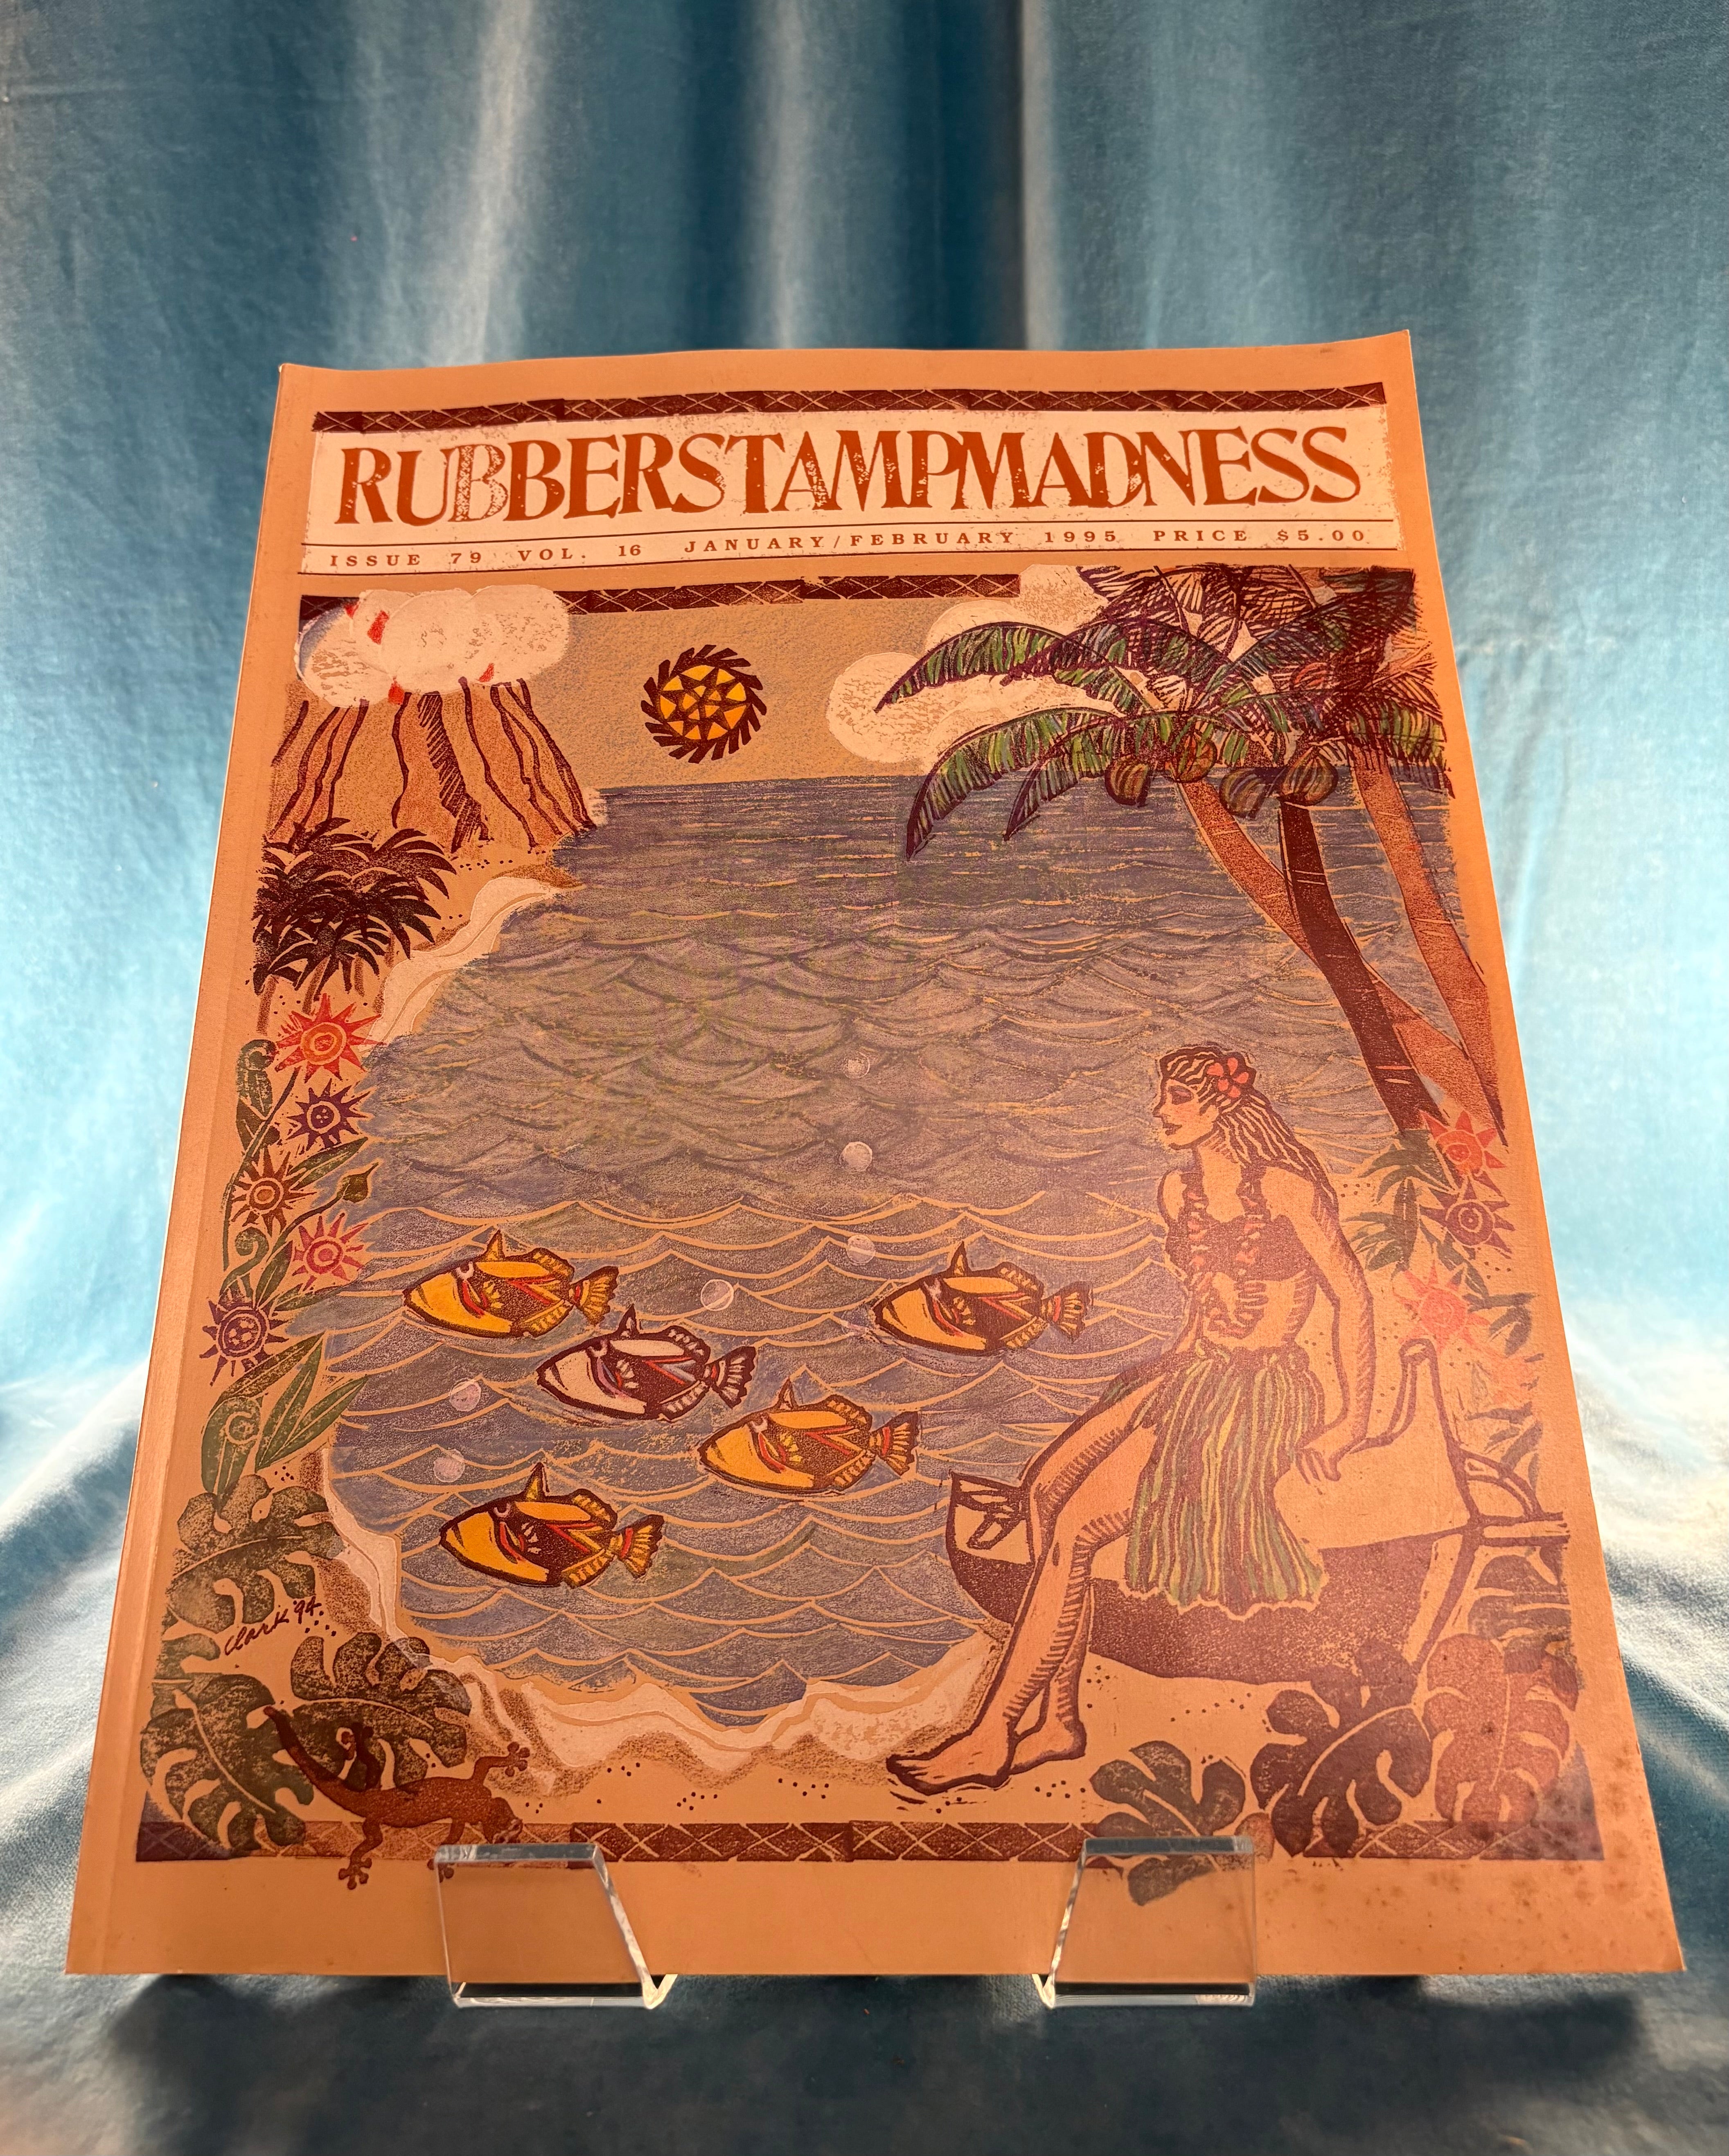 RUBBERSTAMPMADNESS
ISSUE 79 VOL. 16 JANUARY/FEBRUARY 1995 PRICE $5.00
Clark '94